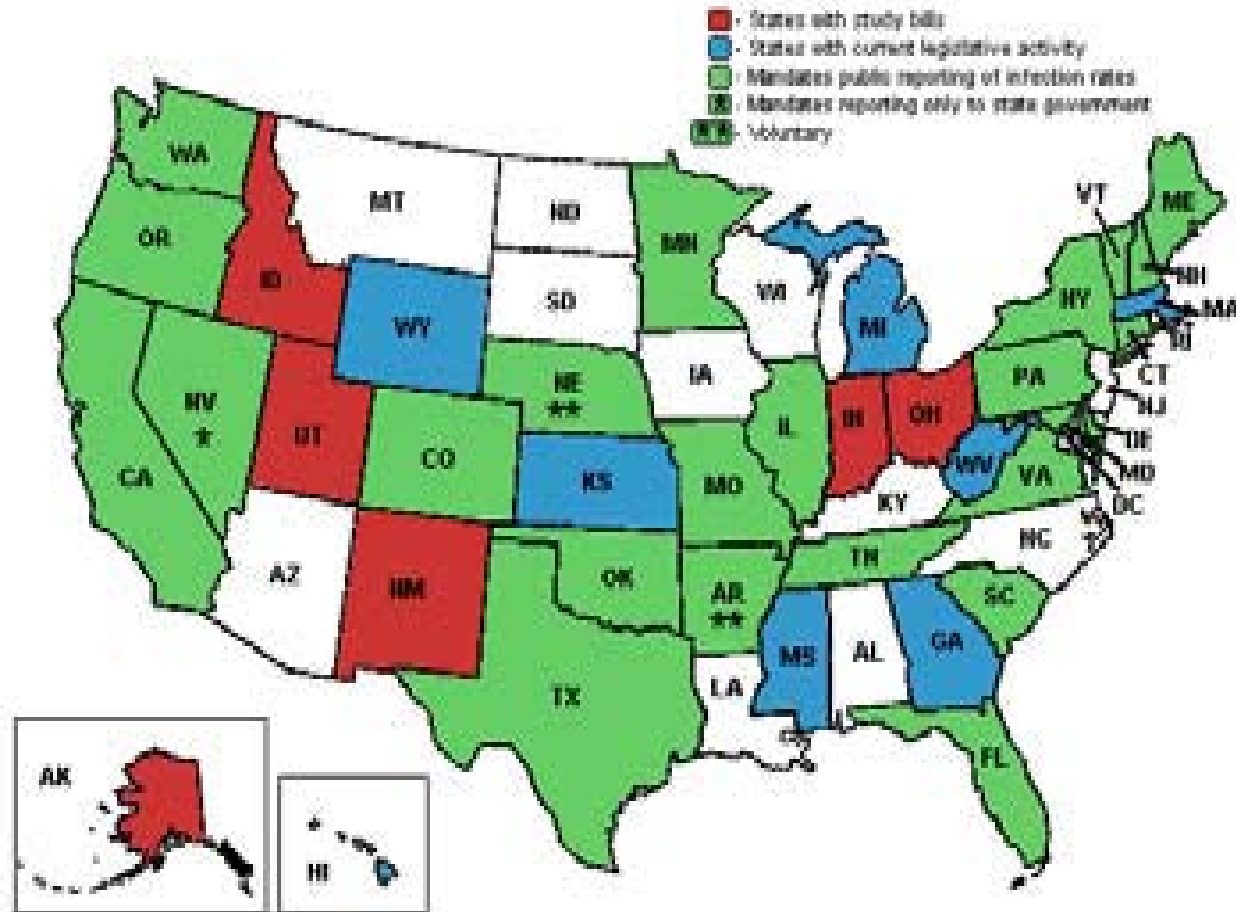 - States with study bills
- States with current legislative activity
- Mandates public reporting of infection rates
* - Mandates reporting only to state government
** - Voluntary
WA
MT
ND
MN
VT
ME
OR
ID
SD
WI
NY
NH
WY
MI
MA
RI
IA
PA
CT
NE
**
NJ
NV
*
UT
IL
IN
OH
DE
CO
WV
MD
CA
KS
MO
VA
DC
KY
NC
TN
AZ
NM
OK
AR
**
SC
MS
AL
GA
LA
TX
FL
AK
HI